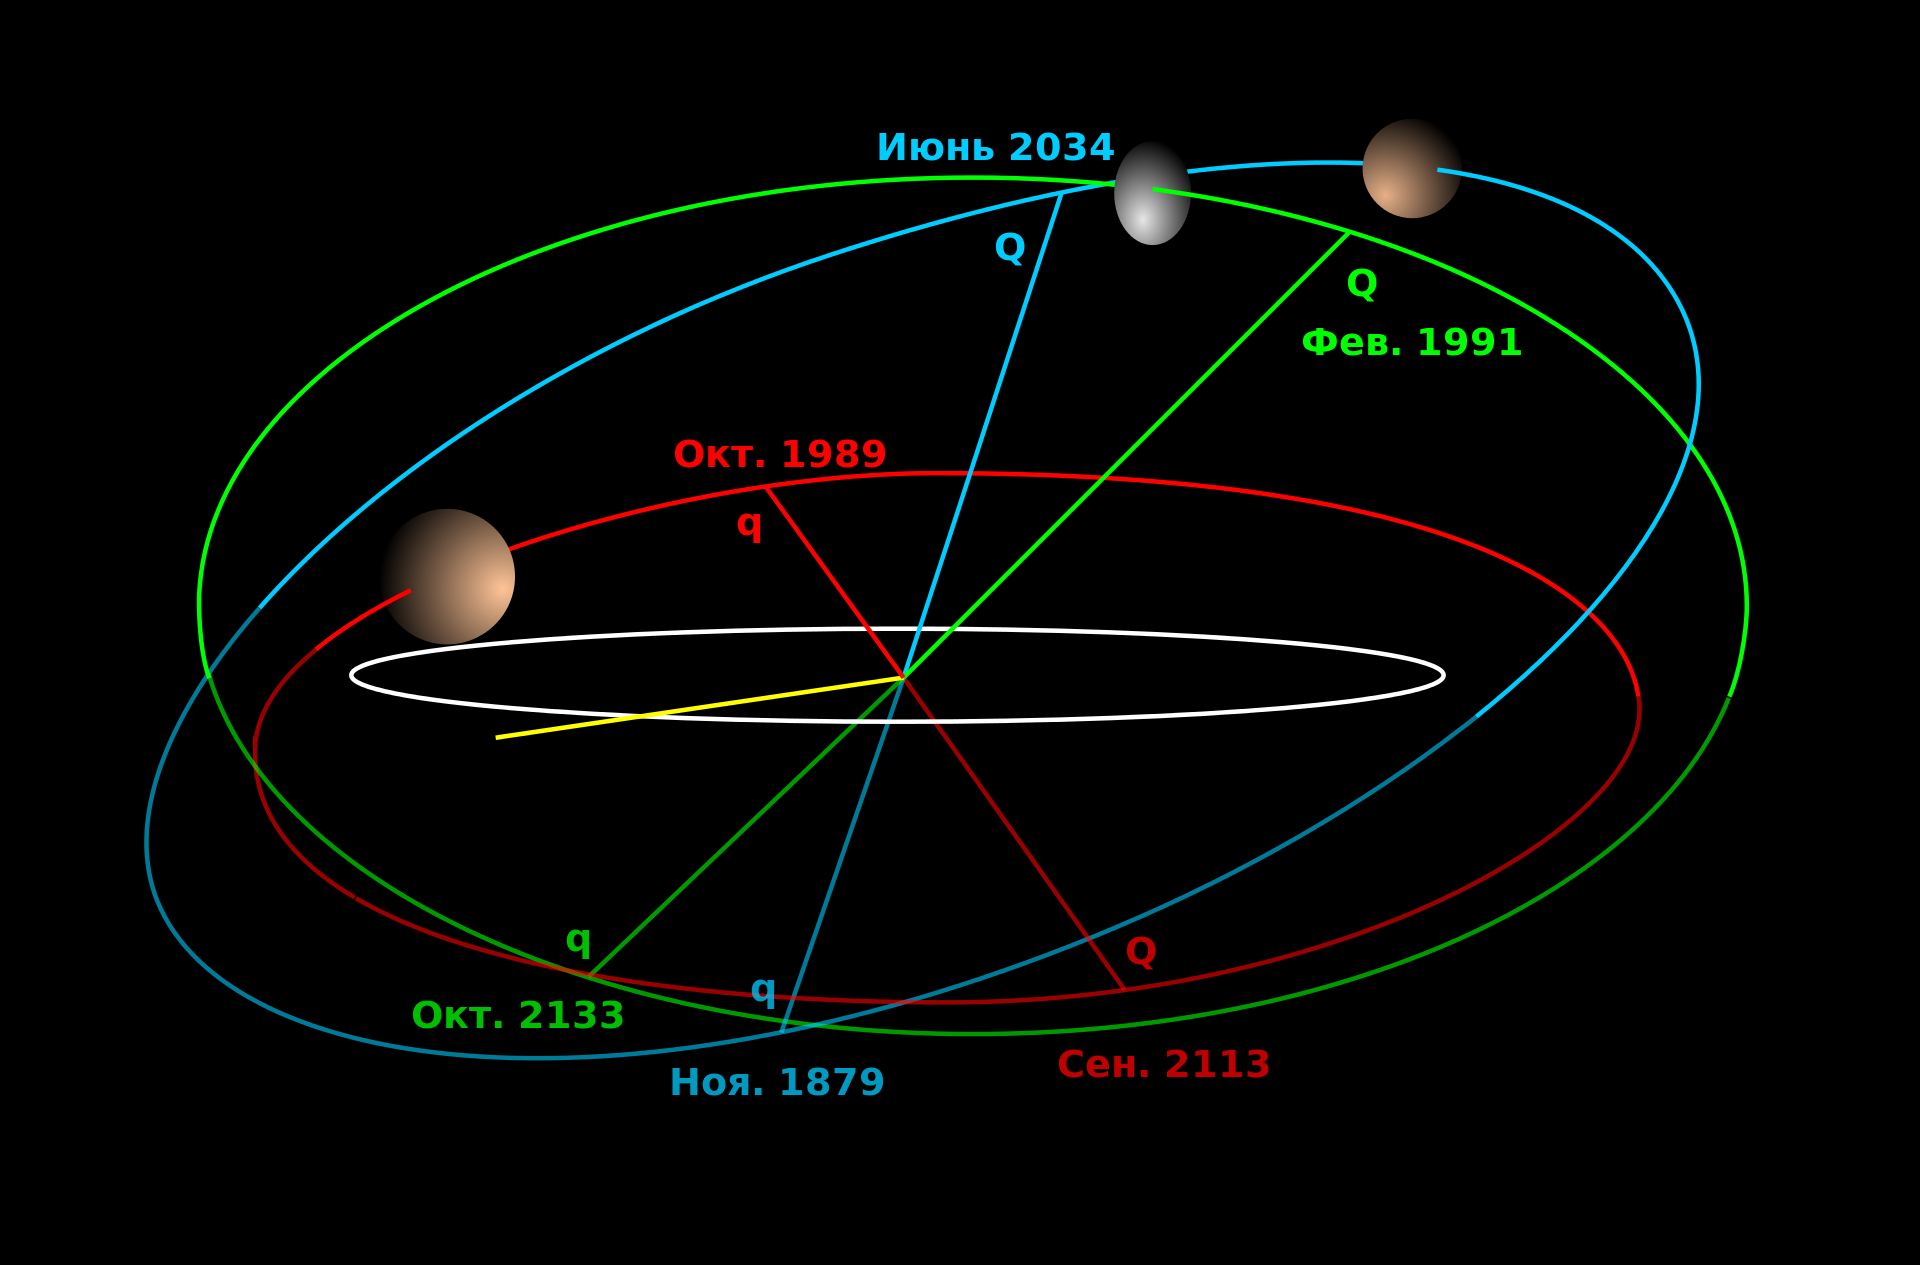 Июнь 2034
Q
Q
Фев. 1991
Окт. 1989
q
q
Q
q
Окт. 2133
Сен. 2113
Ноя. 1879